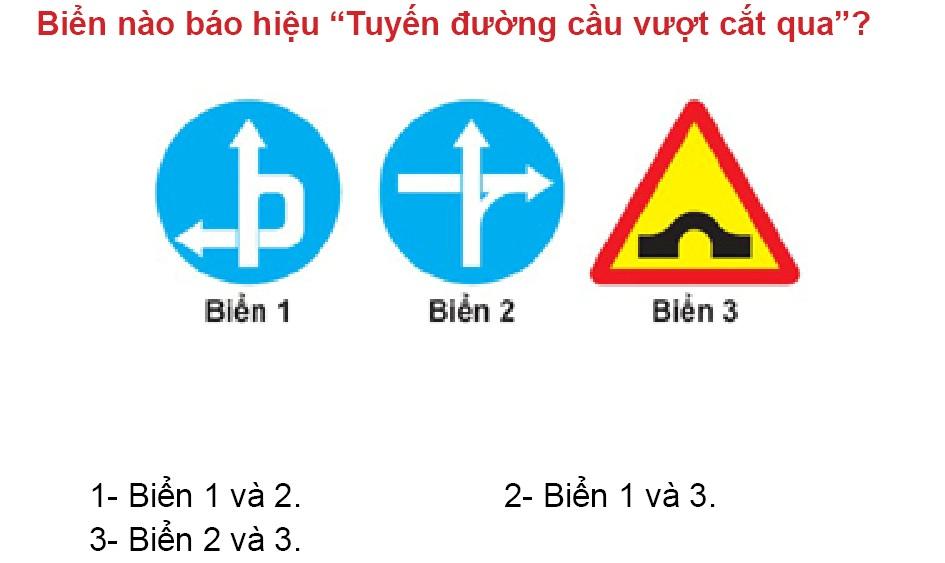 Biển nào báo hiệu “Tuyến đường cầu vượt cắt qua”?
Biển 1 Biển 2 Biển 3
1- Biển 1 và 2. 2- Biển 1 và 3.
3- Biển 2 và 3.